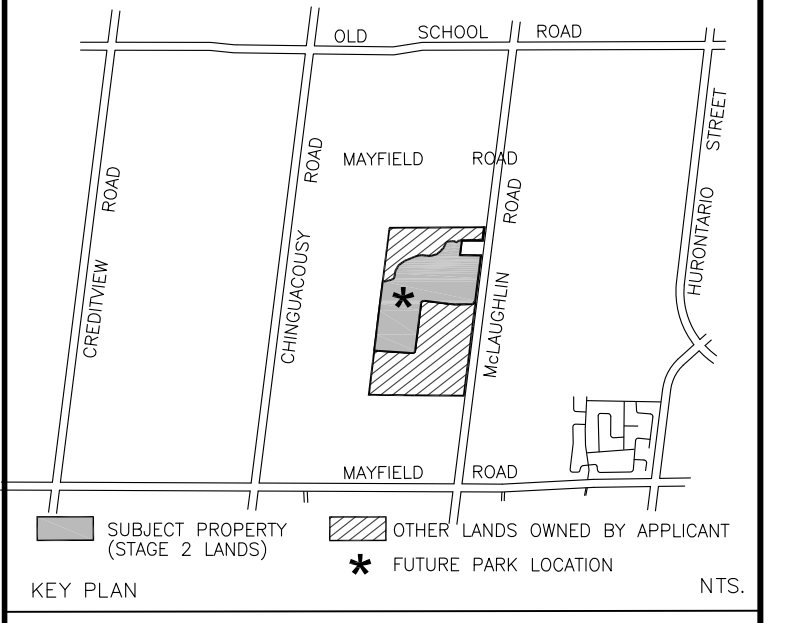 OLD SCHOOL ROAD
STREET
ROAD
MAYFIELD ROAD
ROAD
ROAD
HURONTARIO
CHINGUACOUSY
CREDITVIEW
McLAUGHLIN
MAYFIELD ROAD
SUBJECT PROPERTY
(STAGE 2 LANDS)
OTHER LANDS OWNED BY APPLICANT
* FUTURE PARK LOCATION
KEY PLAN
NTS.